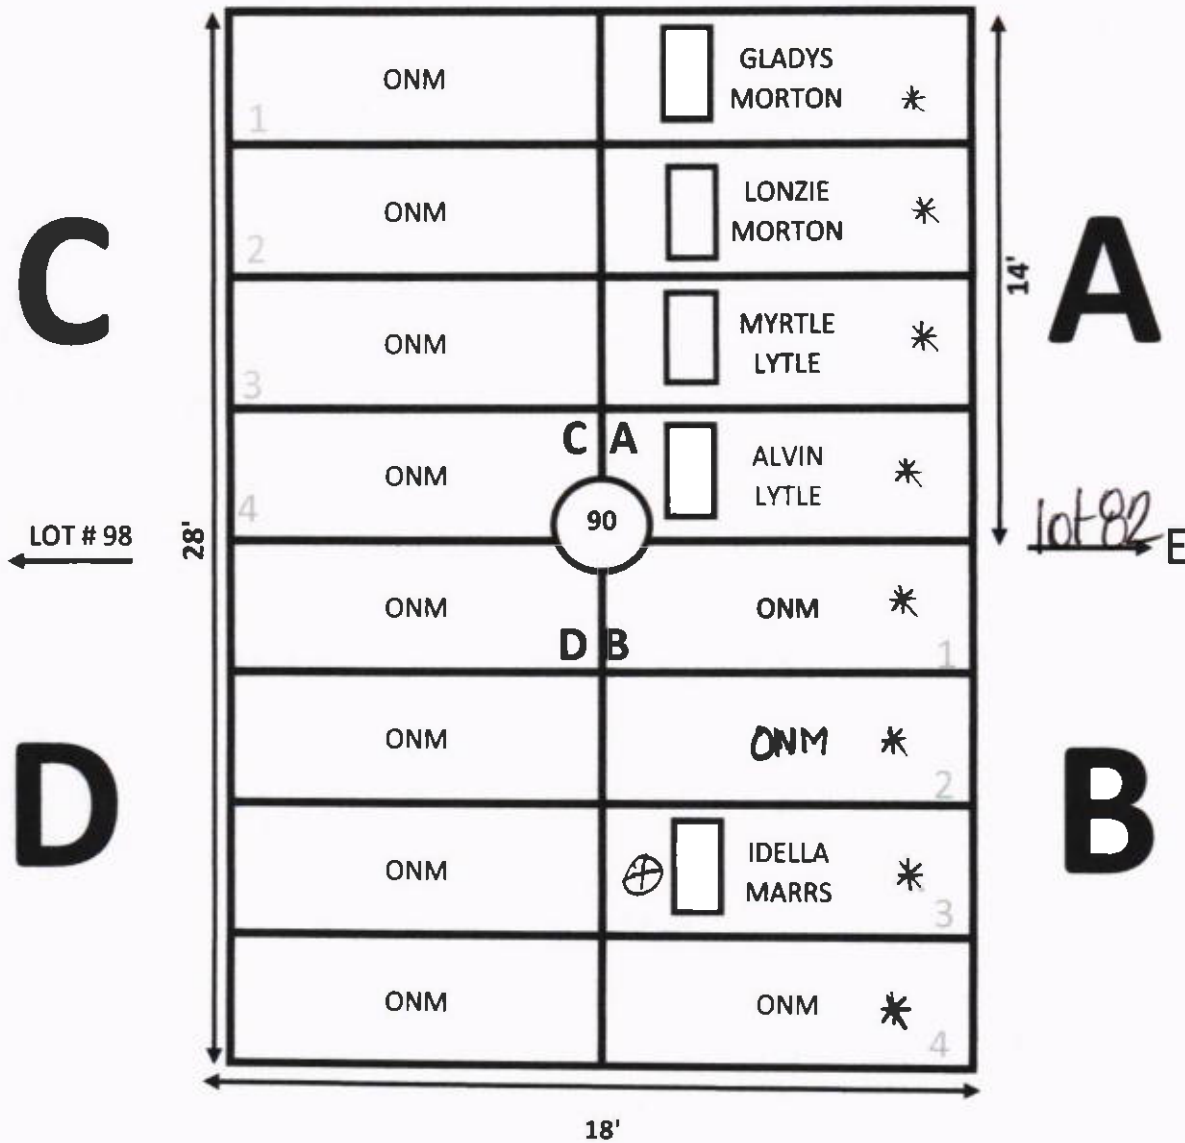 ONM
1
GLADYS
MORTON
*
ONM
2
LONZIE
MORTON
*
C
A
14'
ONM
3
MYRTLE
LYTLE
*
C A
ONM
4
ALVIN
LYTLE
*
90
LOT # 98
28'
lot 82
E
ONM
D B
ONM
*
1
ONM
ONM
*
2
D
B
ONM
IDELLA
MARRS
*
3
ONM
ONM
*
4
18'